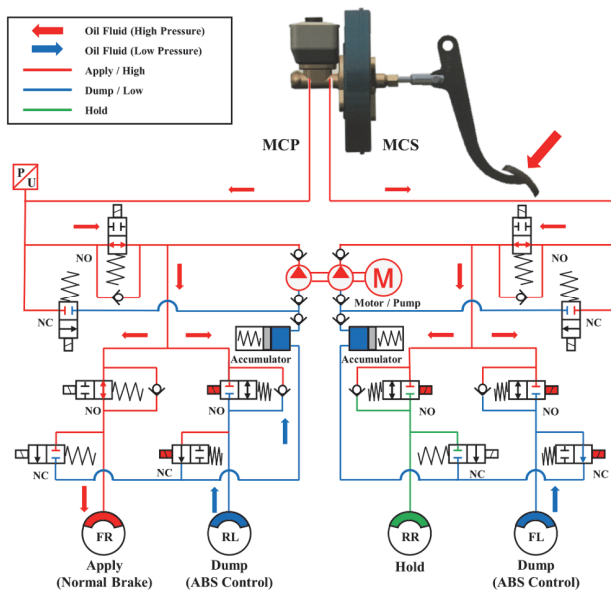 Oil Fluid (High Pressure)
Oil Fluid (Low Pressure)
Apply / High
Dump / Low
Hold
MCP
MCS
P
U
NO
NO
NC
NC
M
Motor / Pump
Accumulator
Accumulator
NO
NO
NO
NO
NC
NC
NC
NC
FR
RL
RR
FL
Apply
(Normal Brake)
Dump
(ABS Control)
Hold
Dump
(ABS Control)